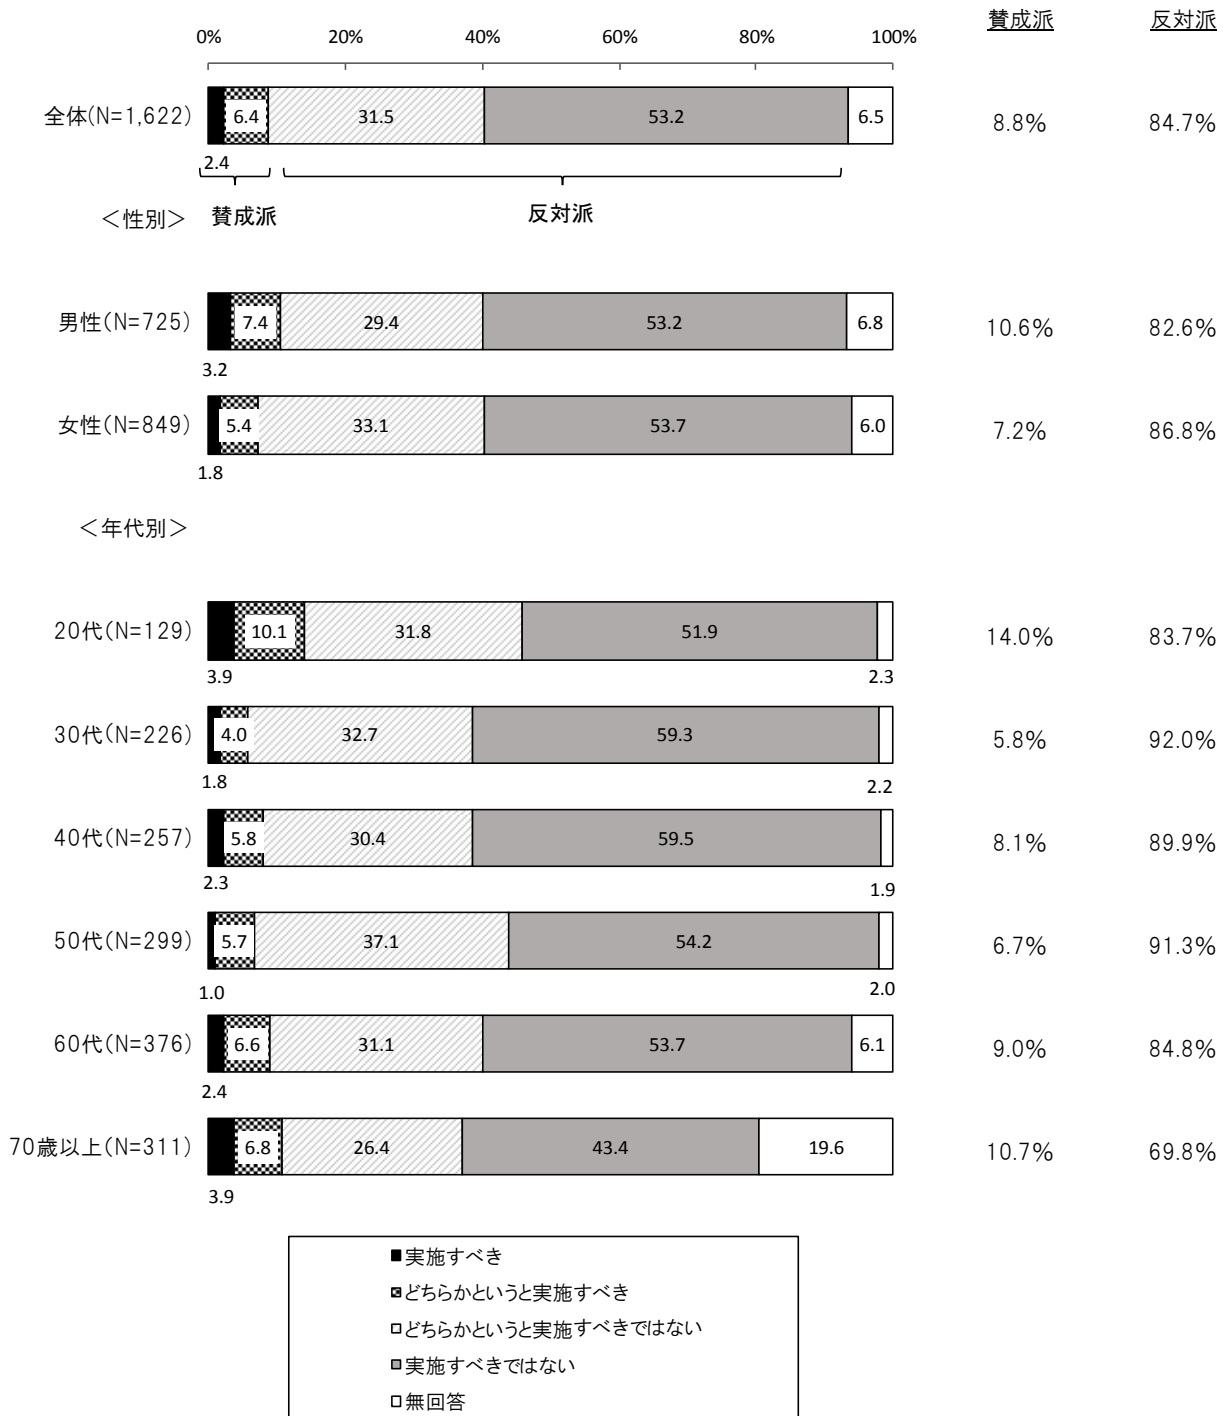 賛成派 反対派
0% 20% 40% 60% 80% 100%
全体(N=1,622) 6.4 31.5 53.2 6.5 8.8% 84.7%
2.4
＜性別＞ 賛成派 反対派
男性(N=725) 7.4 29.4 53.2 6.8 10.6% 82.6%
3.2
女性(N=849) 5.4 33.1 53.7 6.0 7.2% 86.8%
1.8
＜年代別＞
20代(N=129) 10.1 31.8 51.9 14.0% 83.7%
3.9 2.3
30代(N=226) 4.0 32.7 59.3 5.8% 92.0%
1.8 2.2
40代(N=257) 5.8 30.4 59.5 8.1% 89.9%
2.3 1.9
50代(N=299) 5.7 37.1 54.2 6.7% 91.3%
1.0 2.0
60代(N=376) 6.6 31.1 53.7 6.1 9.0% 84.8%
2.4
70歳以上(N=311) 6.8 26.4 43.4 19.6 10.7% 69.8%
3.9
実施すべき
どちらかというと実施すべき
どちらかというと実施すべきではない
実施すべきではない
無回答